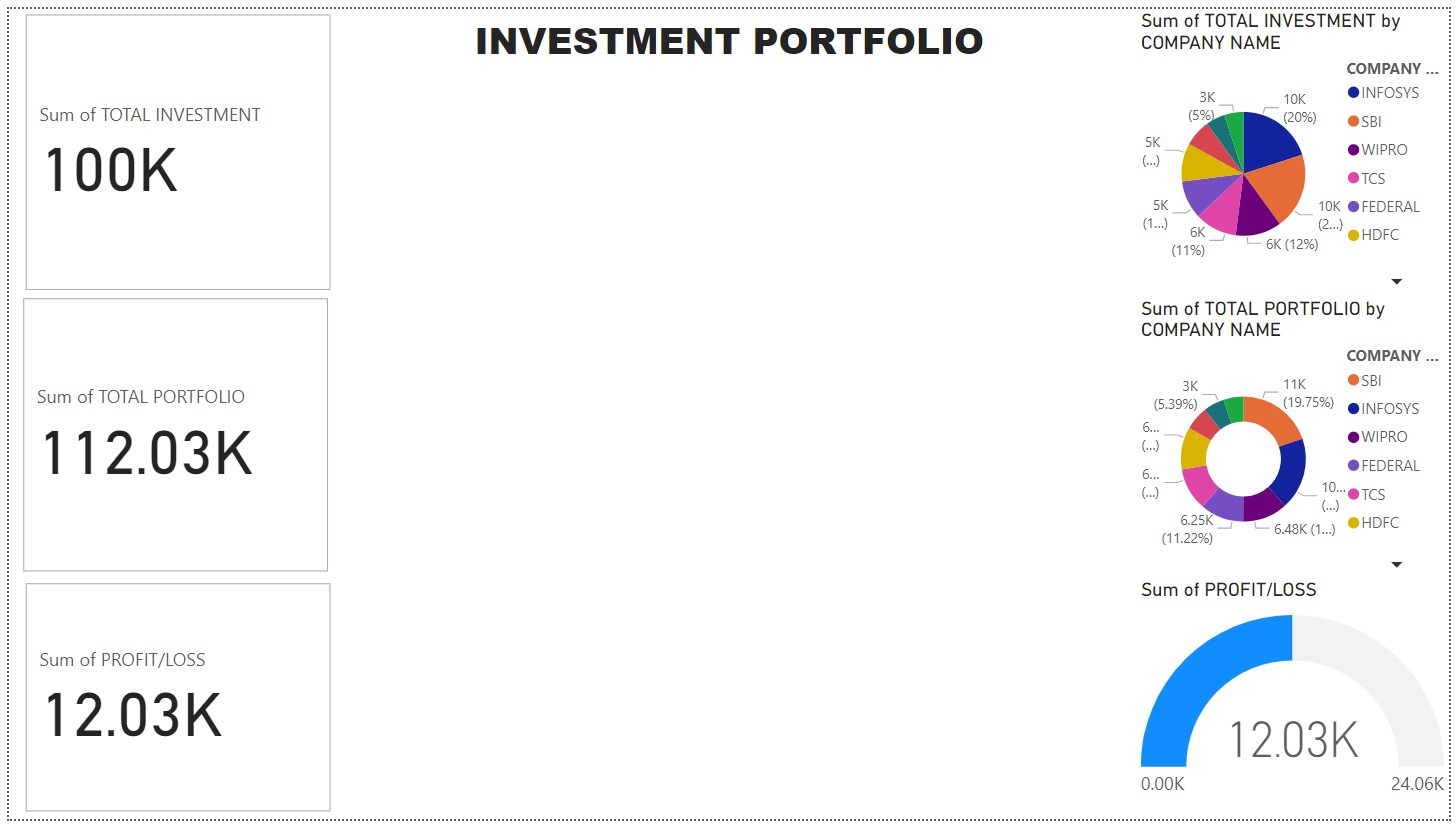 INVESTMENT PORTFOLIO
Sum of TOTAL INVESTMENT
100K
Sum of TOTAL PORTFOLIO
112.03K
Sum of PROFIT/LOSS
12.03K
Sum of TOTAL INVESTMENT by
COMPANY NAME
COMPANY ...
INFOSYS
SBI
WIPRO
TCS
FEDERAL
HDFC
10K
(20%)
10K
(2...)
6K (12%)
6K
(11%)
5K
(1...)
5K
(...)
3K
(5%)
Sum of TOTAL PORTFOLIO by
COMPANY NAME
COMPANY ...
SBI
INFOSYS
WIPRO
FEDERAL
TCS
HDFC
11K
(19.75%)
10...
(...)
6.48K (1...)
6.25K
(11.22%)
6...
(...)
6...
(...)
3K
(5.39%)
Sum of PROFIT/LOSS
12.03K
0.00K
24.06K